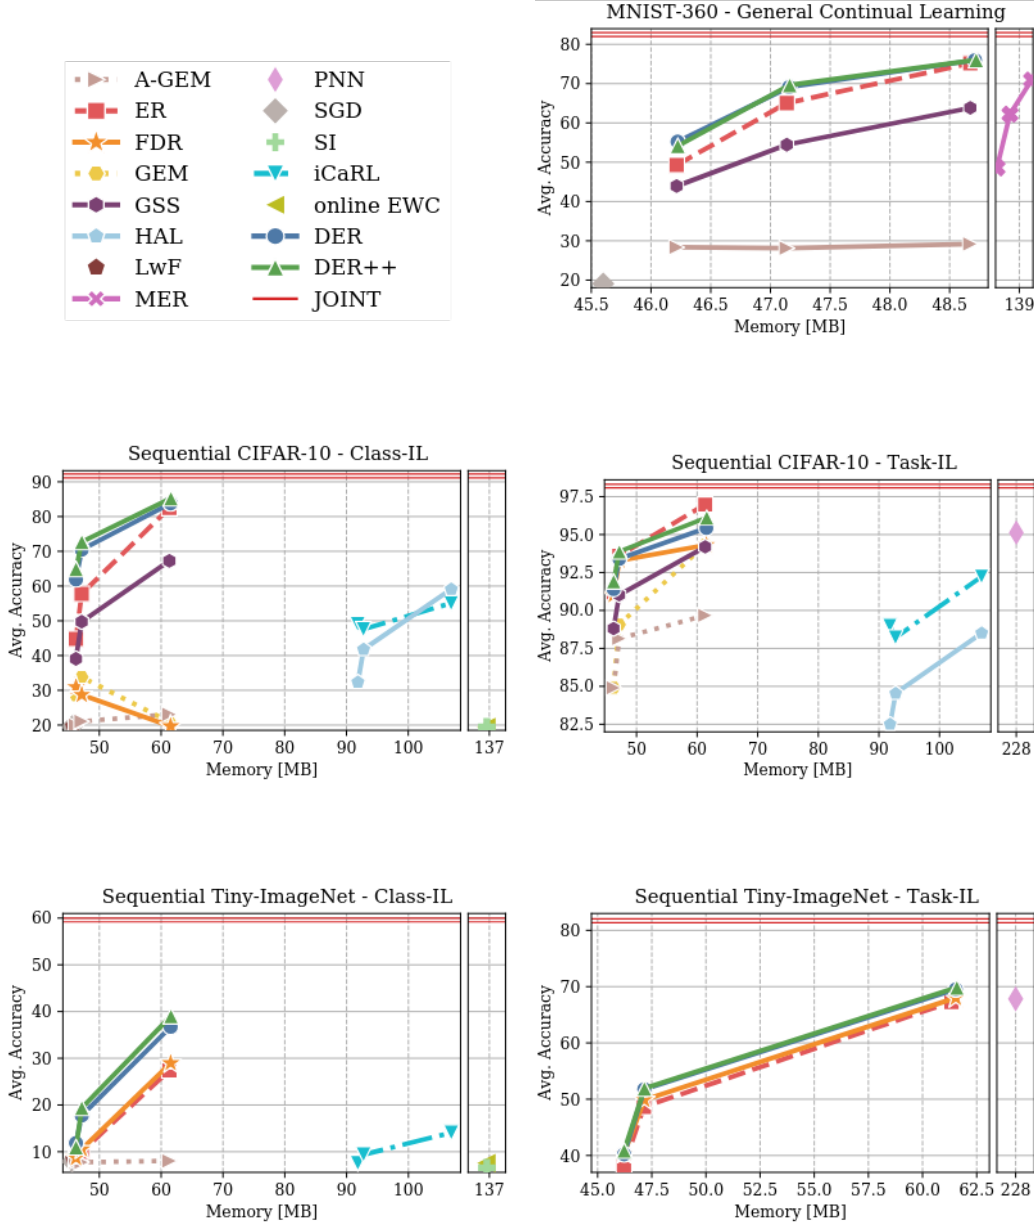 A-GEM
ER
FDR
GEM
GSS
HAL
LwF
MER
PNN
SGD
SI
iCaRL
online EWC
DER
DER++
JOINT
MNIST-360 - General Continual Learning
Avg. Accuracy
80
70
60
50
40
30
20
45.5 46.0 46.5 47.0 47.5 48.0 48.5 139
Memory [MB]
Sequential CIFAR-10 - Class-IL
Avg. Accuracy
90
80
70
60
50
40
30
20
50 60 70 80 90 100 137
Memory [MB]
Sequential CIFAR-10 - Task-IL
Avg. Accuracy
97.5
95.0
92.5
90.0
87.5
85.0
82.5
50 60 70 80 90 100 228
Memory [MB]
Sequential Tiny-ImageNet - Class-IL
Avg. Accuracy
60
50
40
30
20
10
50 60 70 80 90 100 137
Memory [MB]
Sequential Tiny-ImageNet - Task-IL
Avg. Accuracy
80
70
60
50
40
45.0 47.5 50.0 52.5 55.0 57.5 60.0 62.5 228
Memory [MB]